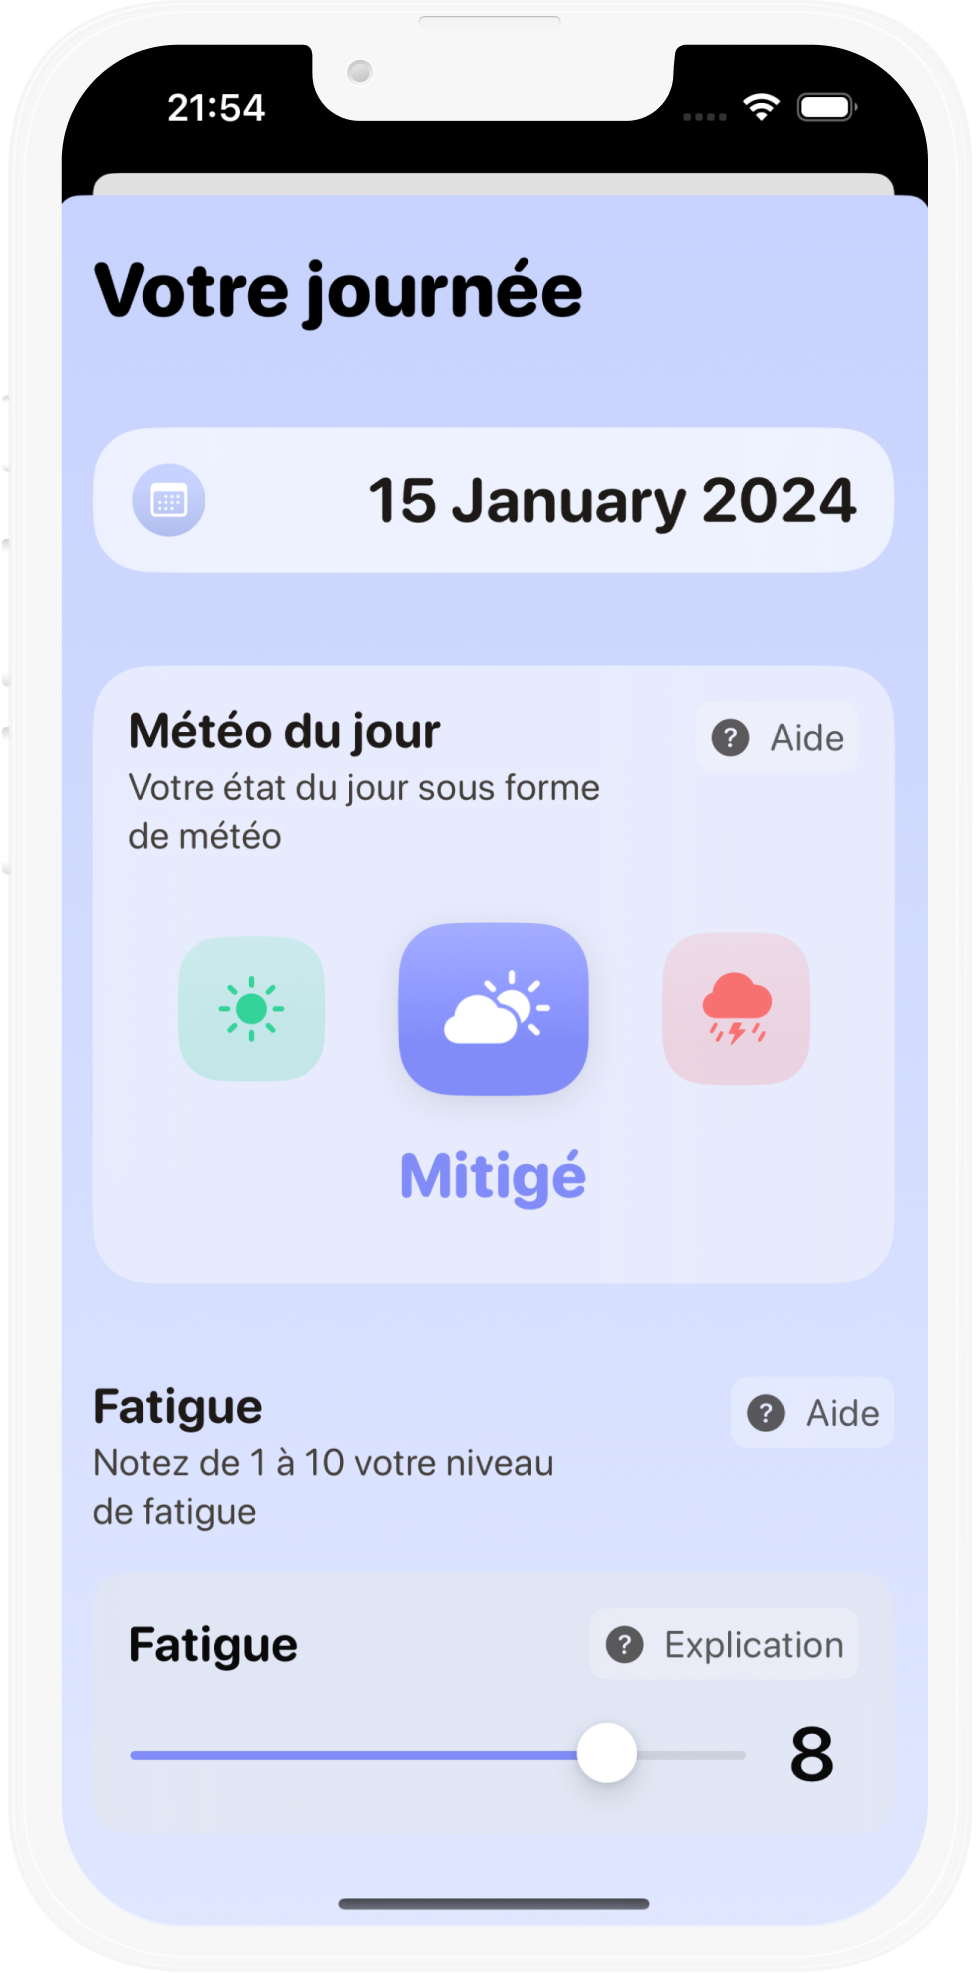 21:54
Votre journée
15 January 2024
Météo du jour
? Aide
Votre état du jour sous forme
de météo
Mitigé
Fatigue
? Aide
Notez de 1 à 10 votre niveau
de fatigue
Fatigue
? Explication
8